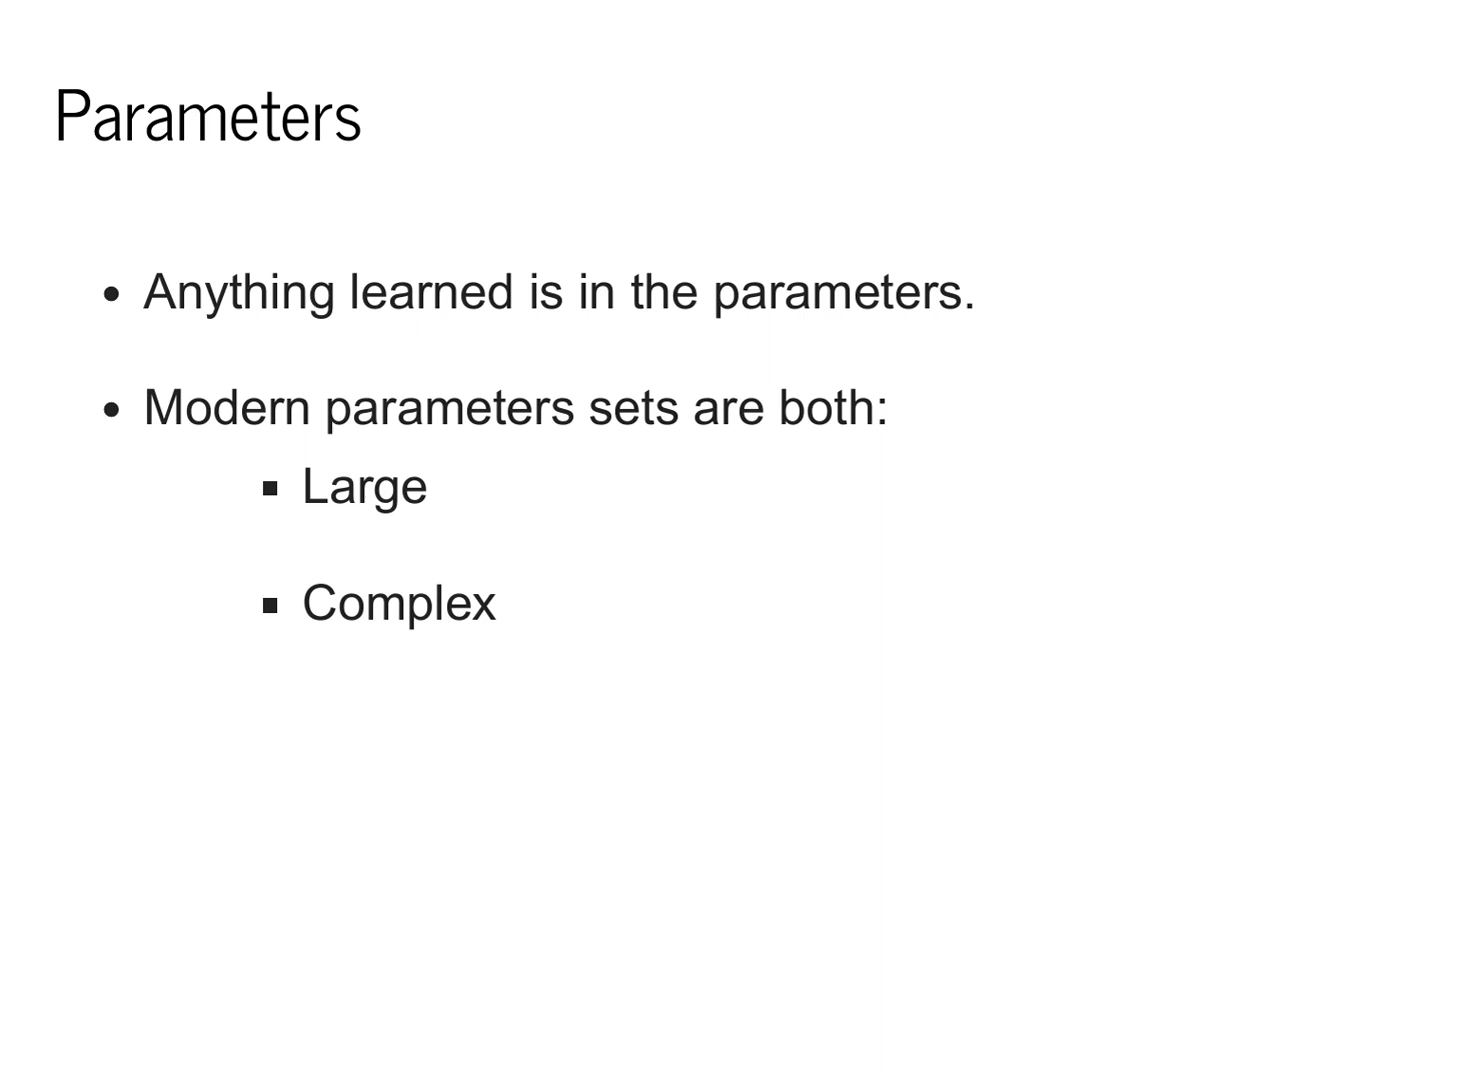 Parameters
• Anything learned is in the parameters.
• Modern parameters sets are both:
▪ Large
▪ Complex